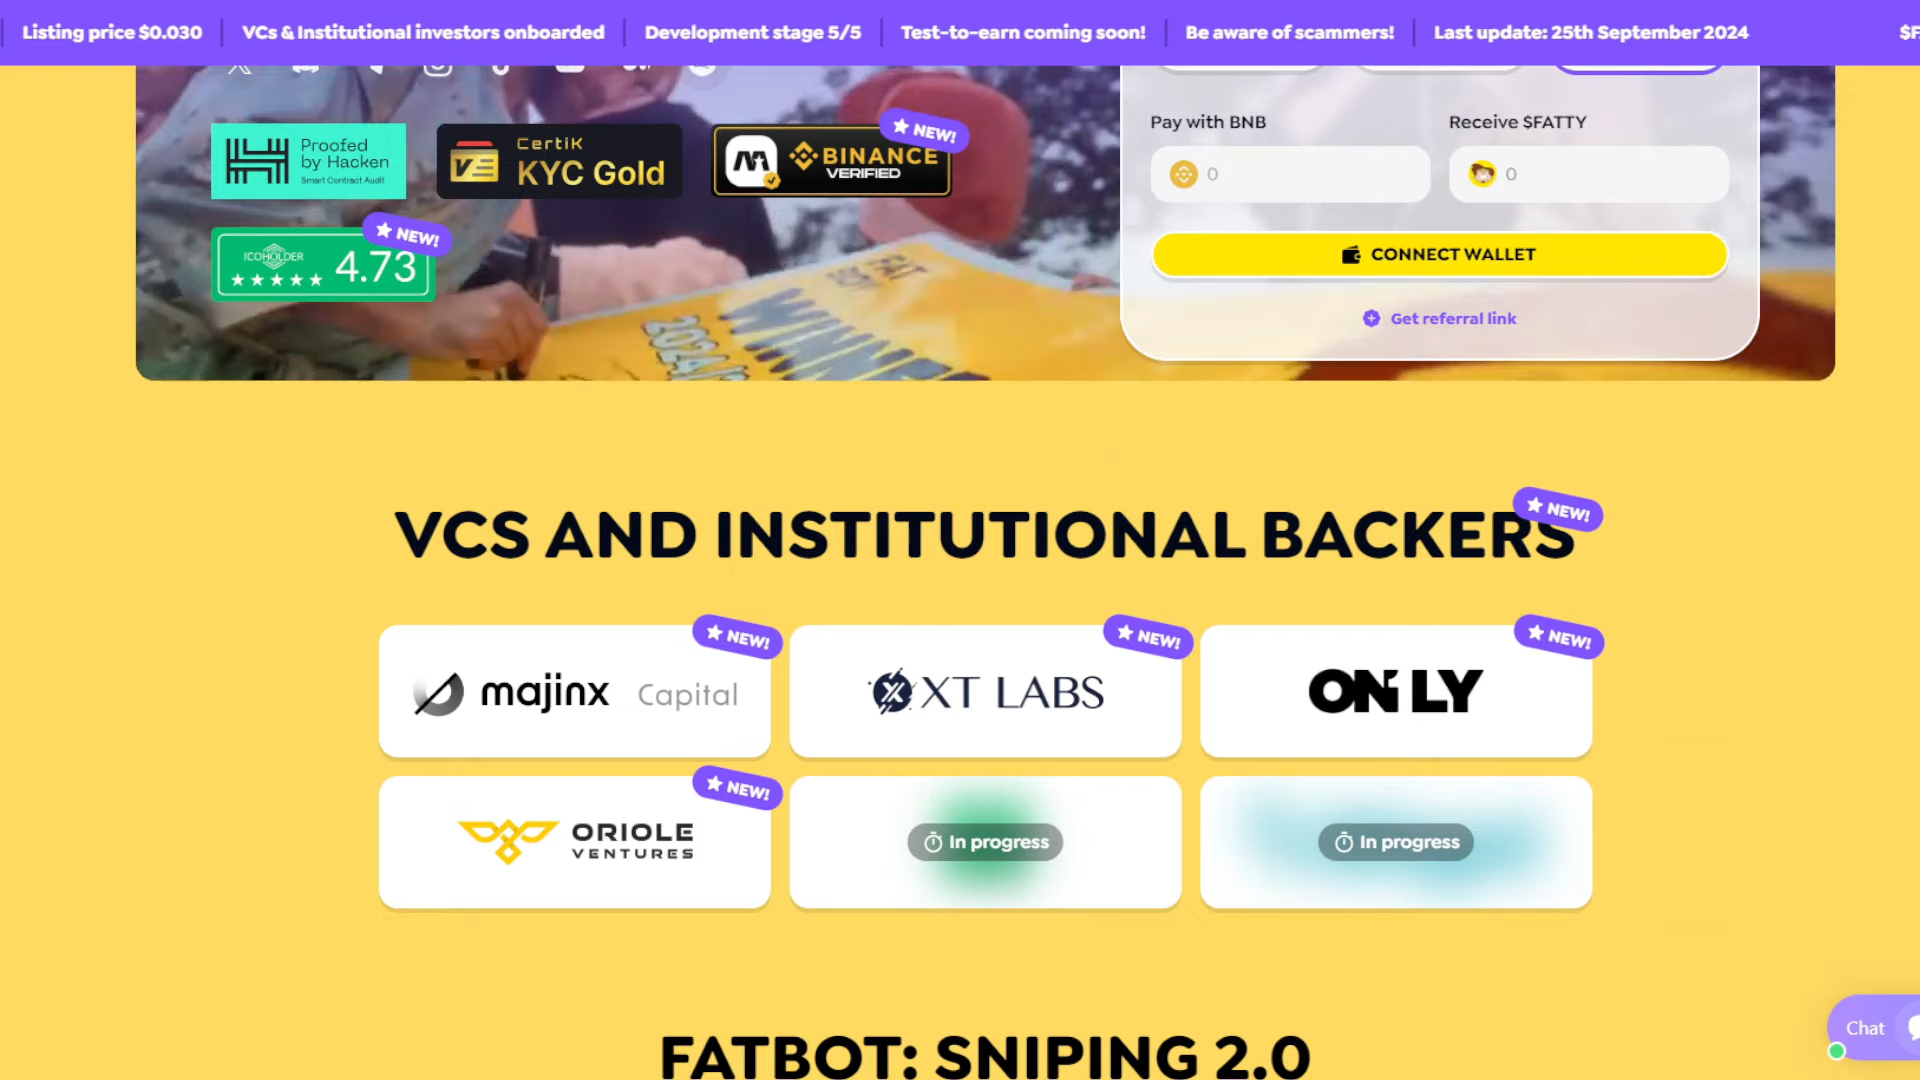 Listing price $0.030
VCs & Institutional investors onboarded
Development stage 5/5
Test-to-earn coming soon!
Be aware of scammers!
Last update: 25th September 2024
Proofed
by Hacken
Smart Contract Audit
CertiK
KYC Gold
BINANCE
VERIFIED
NEW!
ICOHOLDER
4.73
NEW!
FAT
WINNE
2024/
Pay with BNB
Receive $FATTY
0
0
CONNECT WALLET
Get referral link
VCS AND INSTITUTIONAL BACKERS
NEW!
majinx Capital
NEW!
XT LABS
NEW!
ONLY
NEW!
ORIOLE
VENTURES
NEW!
In progress
In progress
FATBOT: SNIPING 2.0
Chat